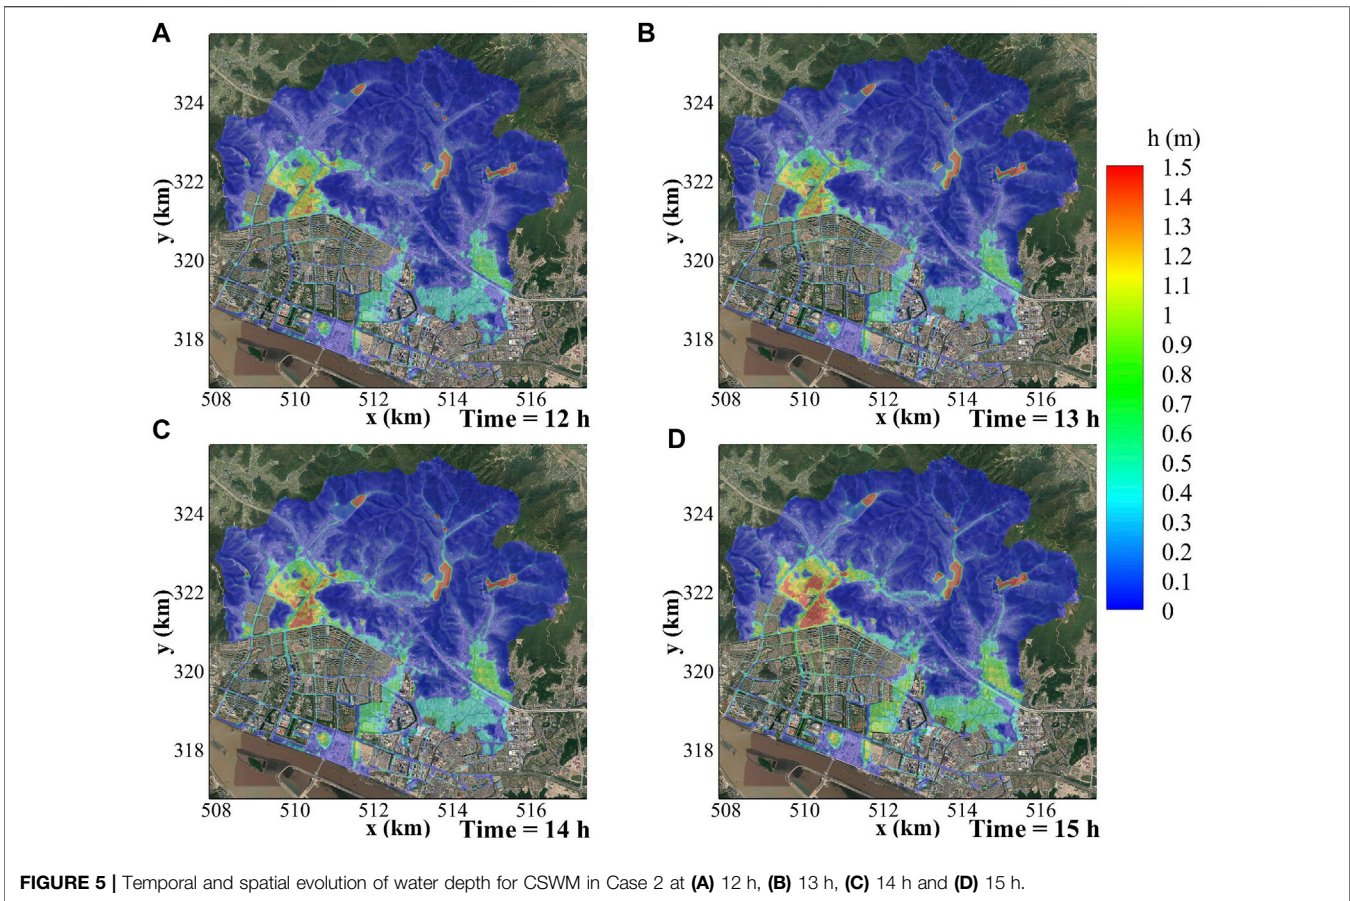 A
B
324
322
320
318
y (km)
508
510
512
514
516
x (km)
Time = 12 h
324
322
320
318
y (km)
508
510
512
514
516
x (km)
Time = 13 h
h (m)
1.5
1.4
1.3
1.2
1.1
1
0.9
0.8
0.7
0.6
0.5
0.4
0.3
0.2
0.1
0
C
D
324
322
320
318
y (km)
508
510
512
514
516
x (km)
Time = 14 h
324
322
320
318
y (km)
508
510
512
514
516
x (km)
Time = 15 h
FIGURE 5 | Temporal and spatial evolution of water depth for CSWM in Case 2 at (A) 12 h, (B) 13 h, (C) 14 h and (D) 15 h.